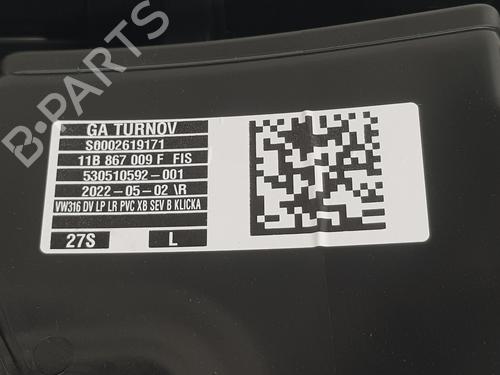 GA TURNOV
S0002619171
11B 867 009 F FIS
530510592-001
2022-05-02 \R
VW316 DV LP LR PVC XB SEV B KLICKA
27S L
B-PARTS